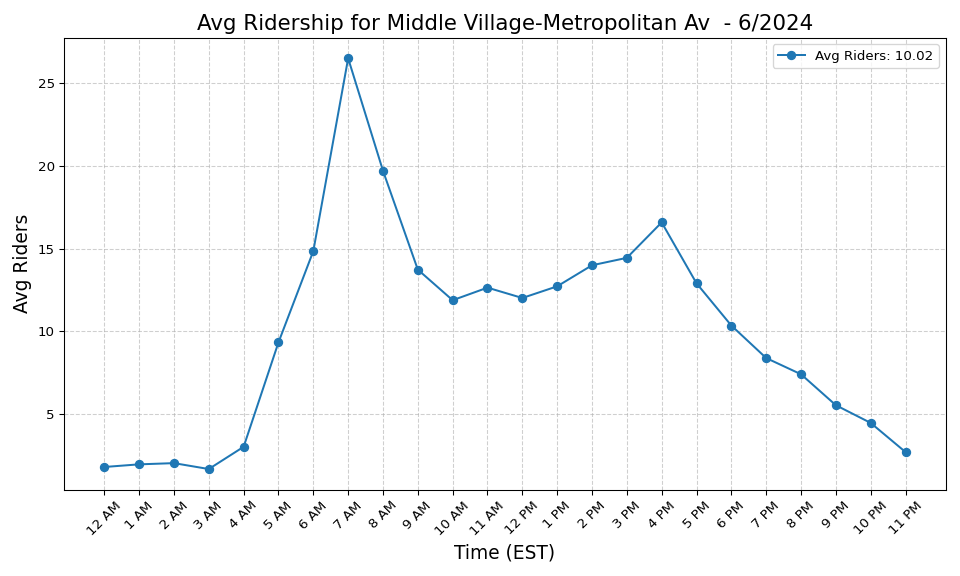 Avg Ridership for Middle Village-Metropolitan Av  - 6/2024
Avg Riders: 10.02
Avg Riders
25
20
15
10
5
12 AM
1 AM
2 AM
3 AM
4 AM
5 AM
6 AM
7 AM
8 AM
9 AM
10 AM
11 AM
12 PM
1 PM
2 PM
3 PM
4 PM
5 PM
6 PM
7 PM
8 PM
9 PM
10 PM
11 PM
Time (EST)